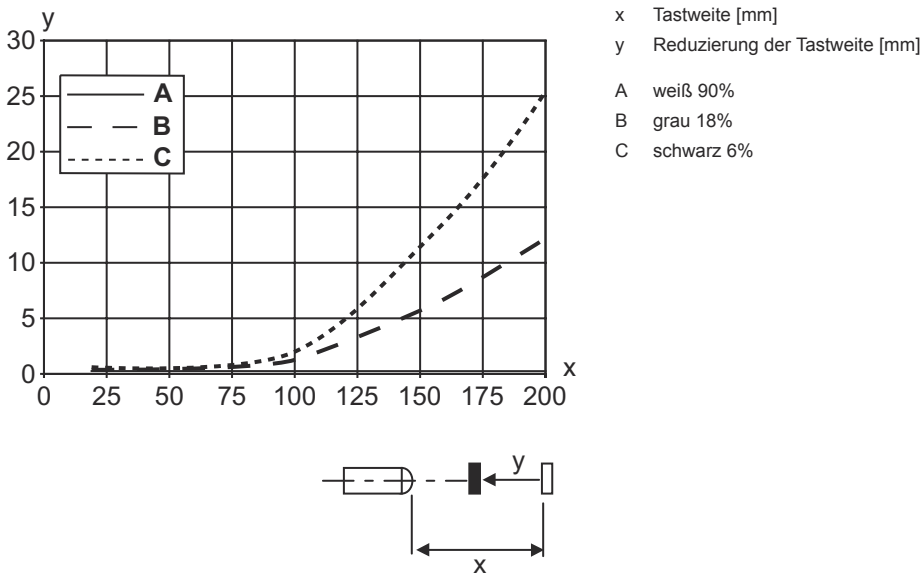 y
30
25
20
15
10
5
0
A
B
C
0 25 50 75 100 125 150 175 200
x
x Tastweite [mm]
y Reduzierung der Tastweite [mm]
A weiß 90%
B grau 18%
C schwarz 6%
y
x